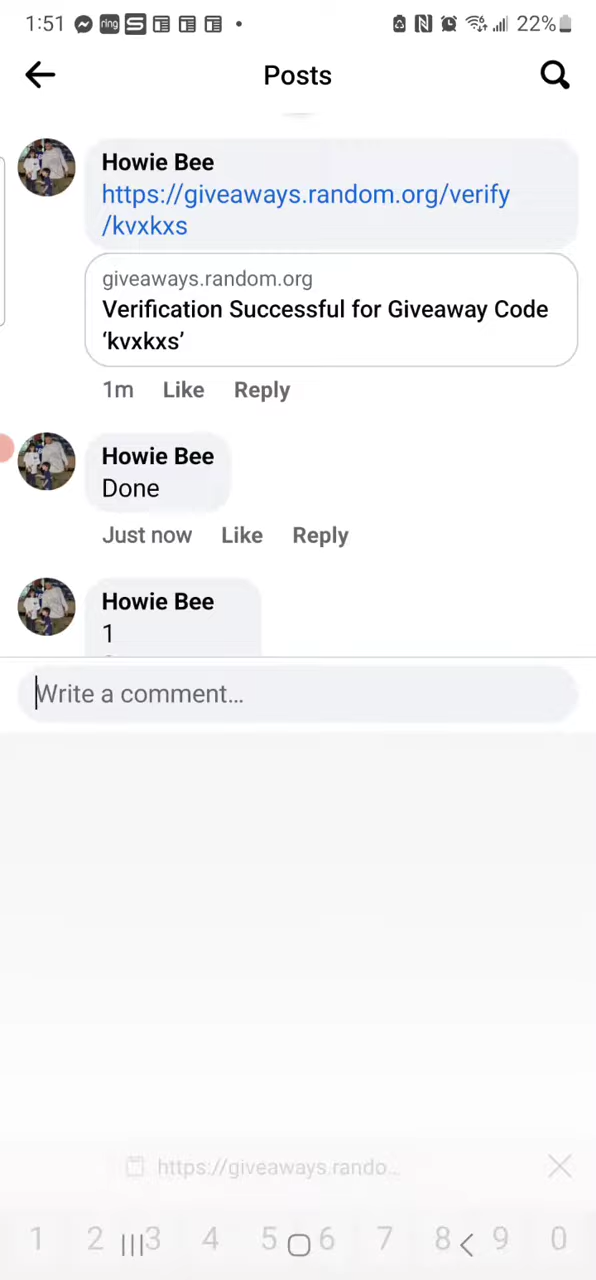 1:51 ring S 22%
Posts
Howie Bee
https://giveaways.random.org/verify
/kvxkxs
giveaways.random.org
Verification Successful for Giveaway Code
‘kvxkxs’
1m Like Reply
Howie Bee
Done
Just now Like Reply
Howie Bee
1
Write a comment...
https://giveaways.rando...
1 2 3 4 5 6 7 8 9 0